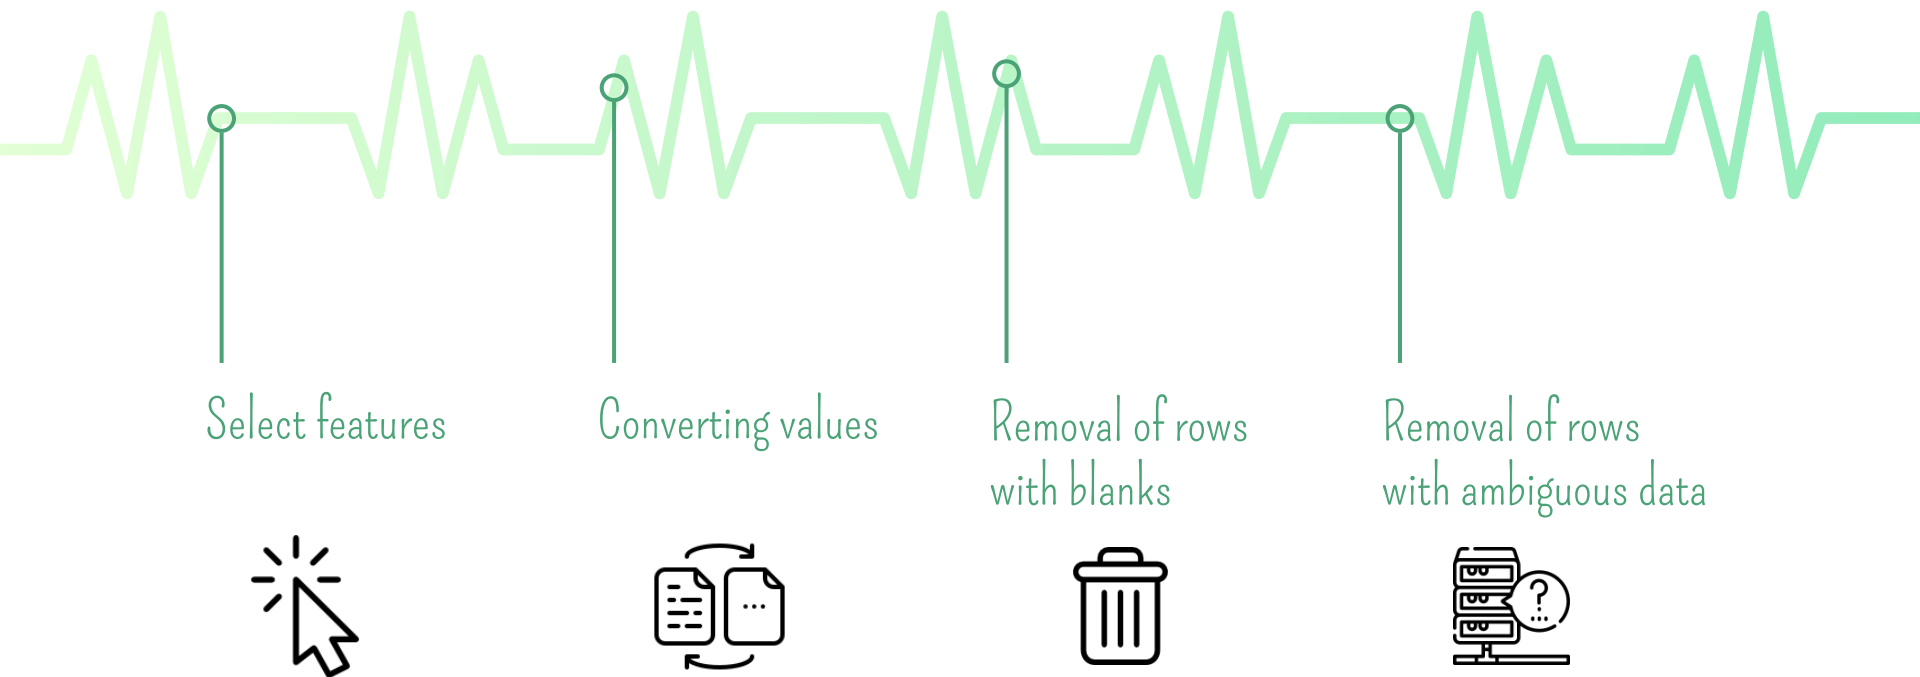 Select features
Converting values
Removal of rows
with blanks
Removal of rows
with ambiguous data
?